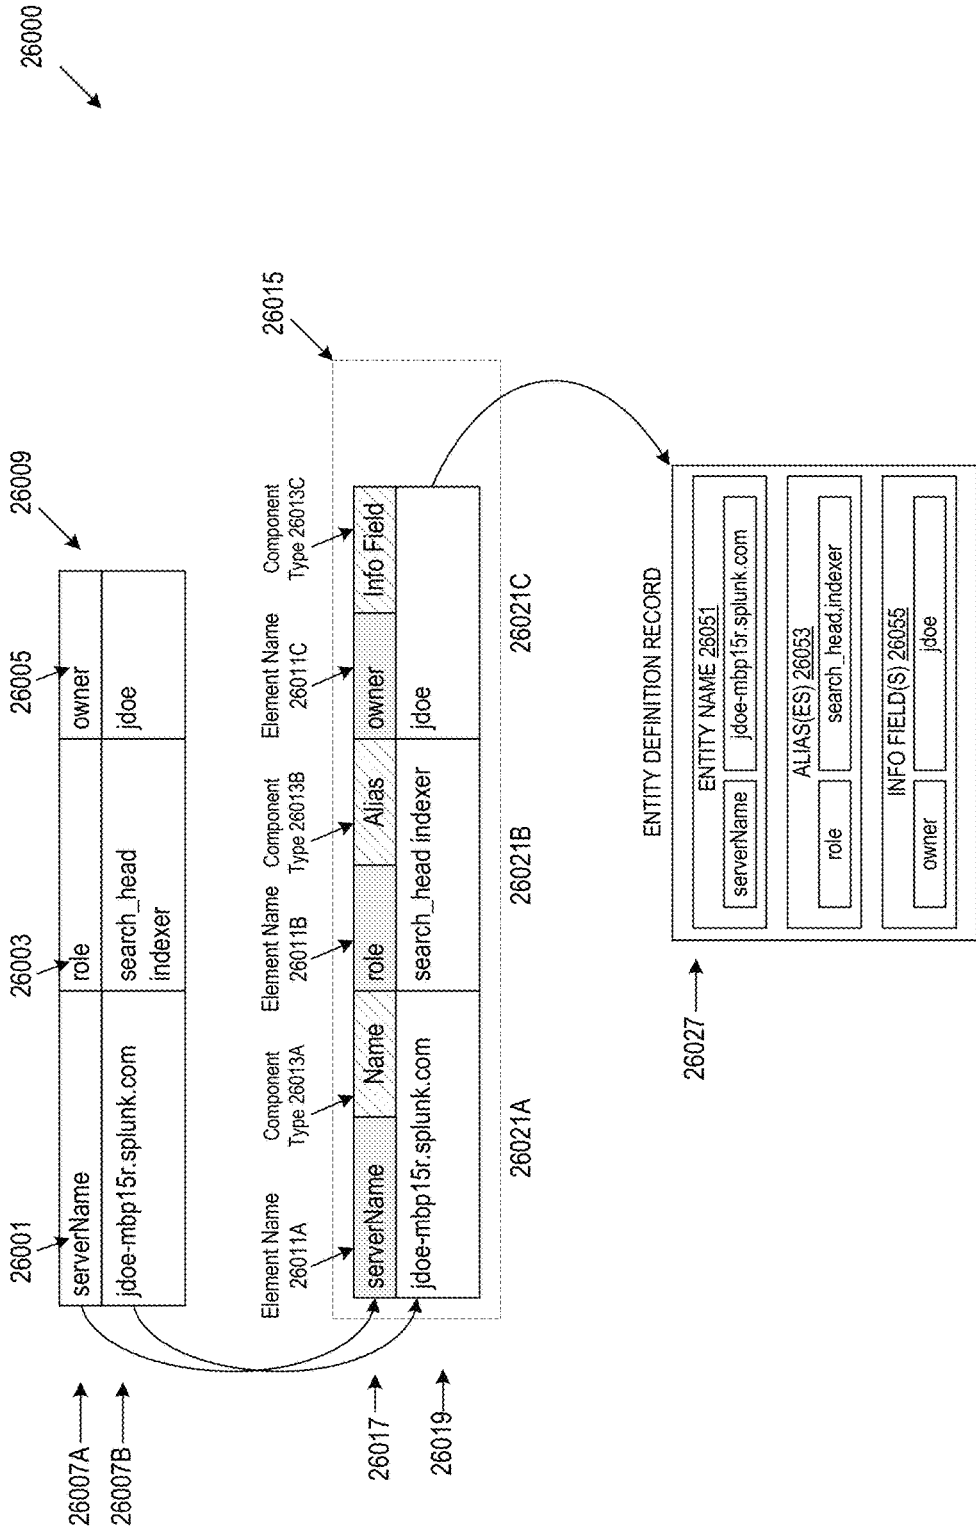 26000
26001
26003
26005
26009
26007A
serverName
role
owner
26007B
jdoe-mbp15r.splunk.com
search_head
indexer
jdoe
26015
Element Name
26011A
Component
Type 26013A
Element Name
26011B
Component
Type 26013B
Element Name
26011C
Component
Type 26013C
26017
serverName
Name
role
Alias
owner
Info Field
26019
jdoe-mbp15r.splunk.com
search_head indexer
jdoe
26021A
26021B
26021C
ENTITY DEFINITION RECORD
26027
ENTITY NAME 26051
serverName
jdoe-mbp15r.splunk.com
ALIAS(ES) 26053
role
search_head,indexer
INFO FIELD(S) 26055
owner
jdoe